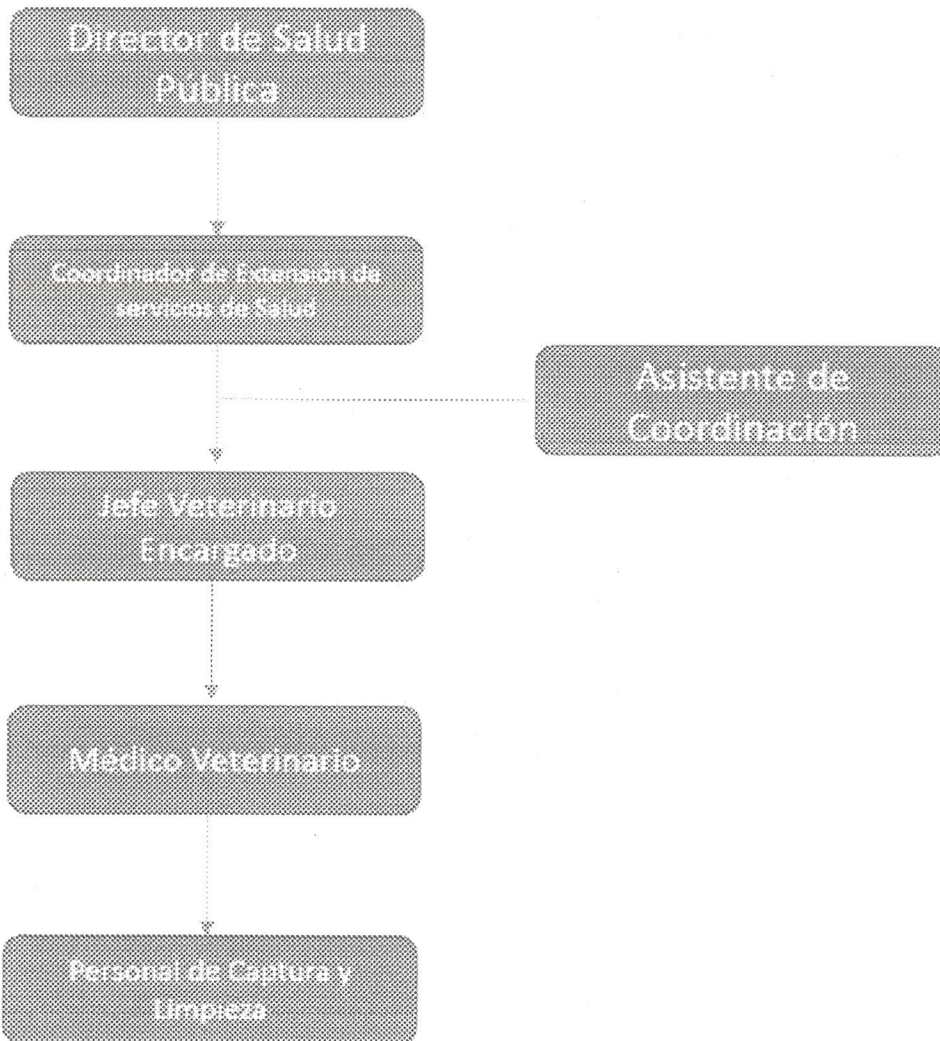 Director de Salud
Pública
Coordinador de Extensión de
servicios de Salud
Asistente de
Coordinación
Jefe Veterinario
Encargado
Médico Veterinario
Personal de Captura y
Limpieza